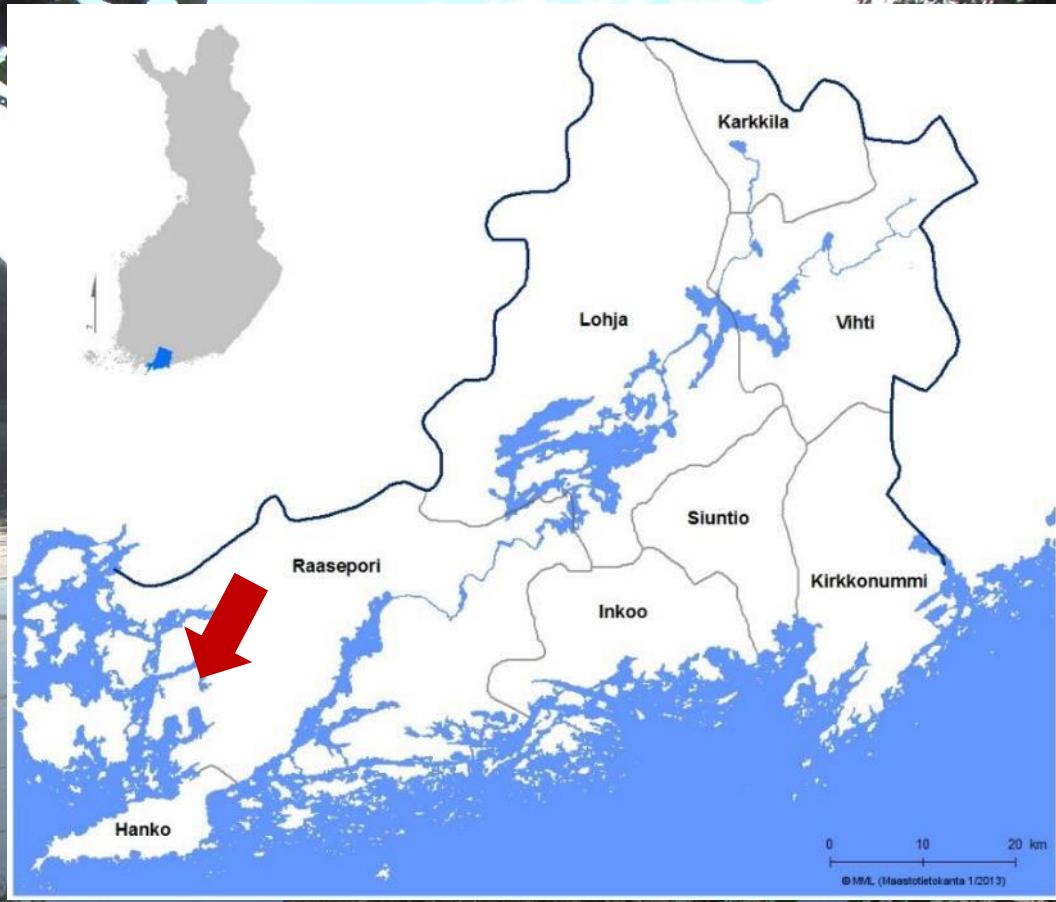 Karkkila
Lohja
Vihti
Siuntio
Raasepori
Kirkkonummi
Inkoo
Hanko
0 10 20 km
© MML (Maastotietokanta 1/2013)